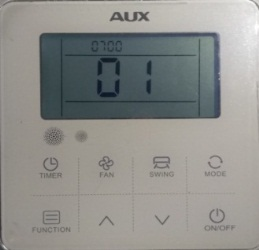 AUX
0700
01
TIMER FAN SWING MODE
FUNCTION ON/OFF